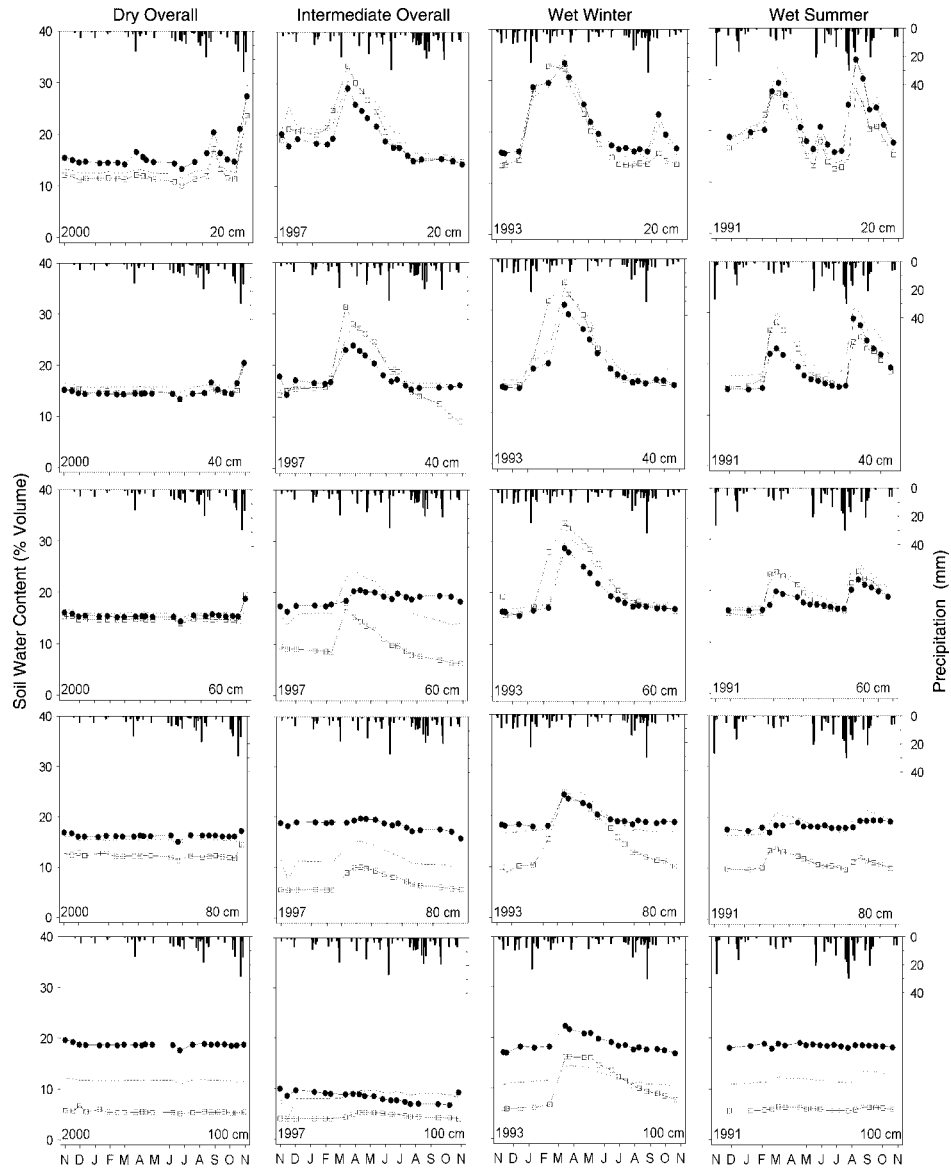 Dry Overall Intermediate Overall Wet Winter Wet Summer
40 0
30 20
20 40
10
0
2000 20 cm 1997 20 cm 1993 20 cm 1991 20 cm
40 0
30 20
20 40
10
0
2000 40 cm 1997 40 cm 1993 40 cm 1991 40 cm
Soil Water Content (% Volume)
Precipitation (mm)
40 0
30 20
20 40
10
0
2000 60 cm 1997 60 cm 1993 60 cm 1991 60 cm
40 0
30 20
20 40
10
0
2000 80 cm 1997 80 cm 1993 80 cm 1991 80 cm
40 0
30 20
20 40
10
0
2000 100 cm 1997 100 cm 1993 100 cm 1991 100 cm
N D J F M A M J J A S O N N D J F M A M J J A S O N N D J F M A M J J A S O N N D J F M A M J J A S O N